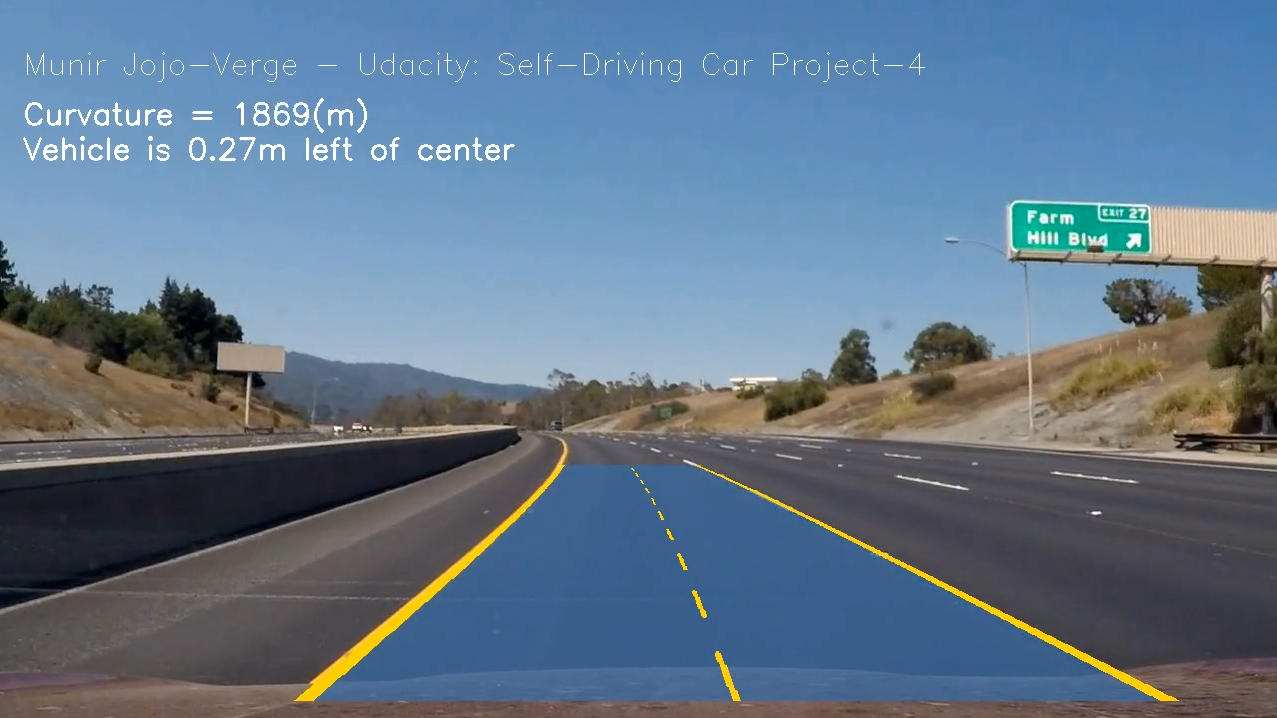 Munir Jojo-Verge - Udacity: Self-Driving Car Project-4
Curvature = 1869(m)
Vehicle is 0.27m left of center
EXIT 27
Farm
Hill Blvd